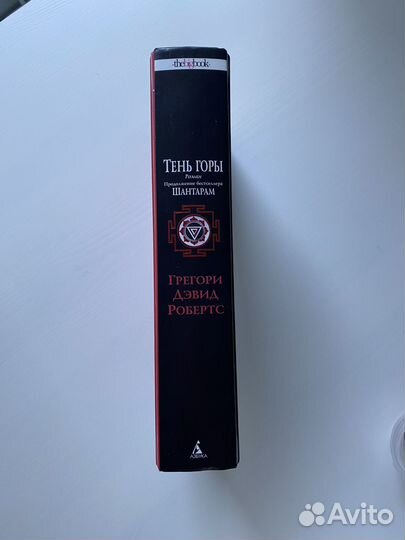 ·thebigbook·
ТЕНЬ ГОРЫ
Роман
Продолжение бестселлера
ШАНТАРАМ
ГРЕГОРИ
ДЭВИД
РОБЕРТС
АЗБУКА
Avito